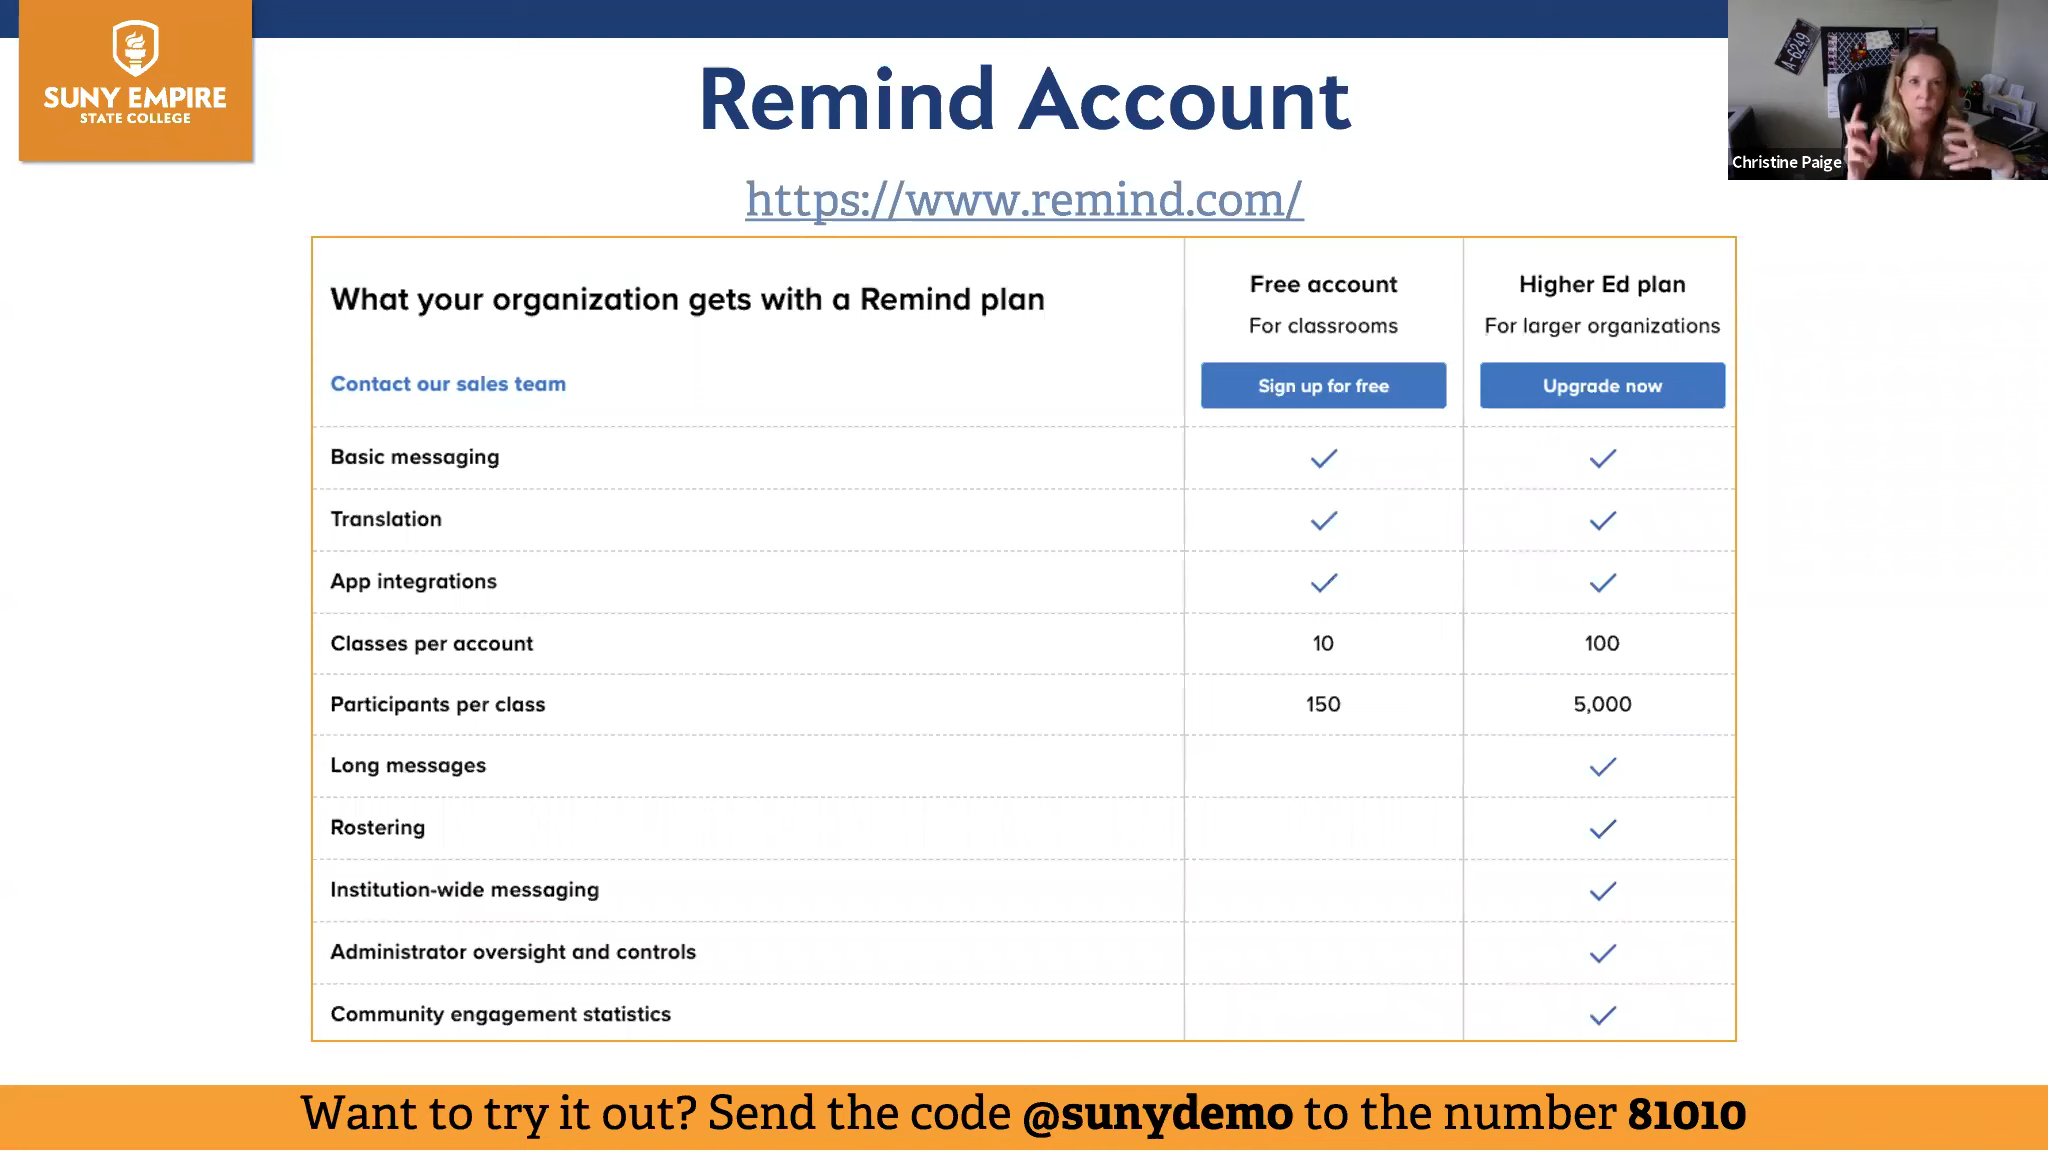 SUNY EMPIRE
STATE COLLEGE
Remind Account
A-6249
Christine Paige
https://www.remind.com/
What your organization gets with a Remind plan
Free account
Higher Ed plan
For classrooms
For larger organizations
Contact our sales team
Sign up for free
Upgrade now
Basic messaging
Translation
App integrations
Classes per account 10 100
Participants per class 150 5,000
Long messages
Rostering
Institution-wide messaging
Administrator oversight and controls
Community engagement statistics
Want to try it out? Send the code @sunydemo to the number 81010